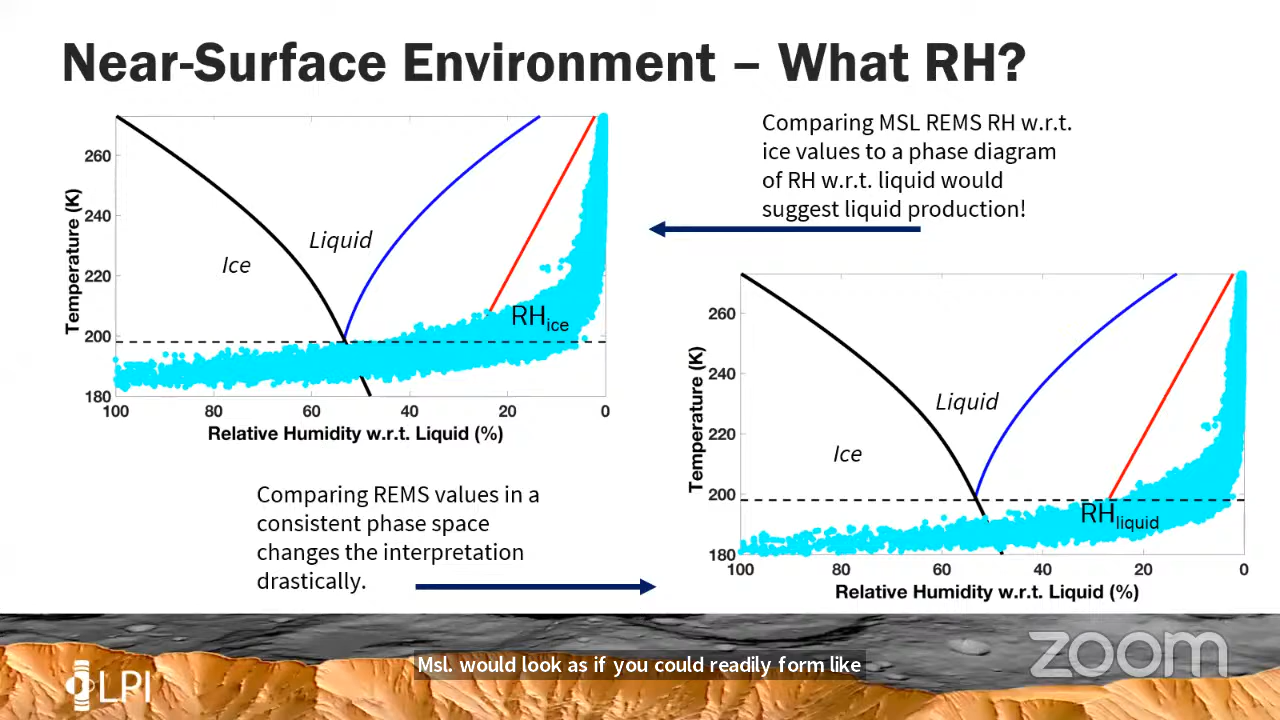 Near-Surface Environment – What RH?
Comparing MSL REMS RH w.r.t.
ice values to a phase diagram
of RH w.r.t. liquid would
suggest liquid production!
Temperature (K)
260
240
220
200
180
Liquid
Ice
RHice
100 80 60 40 20 0
Relative Humidity w.r.t. Liquid (%)
Temperature (K)
260
240
220
200
180
Liquid
Ice
RHliquid
100 80 60 40 20 0
Relative Humidity w.r.t. Liquid (%)
Comparing REMS values in a
consistent phase space
changes the interpretation
drastically.
Msl. would look as if you could readily form like
LPI
zoom